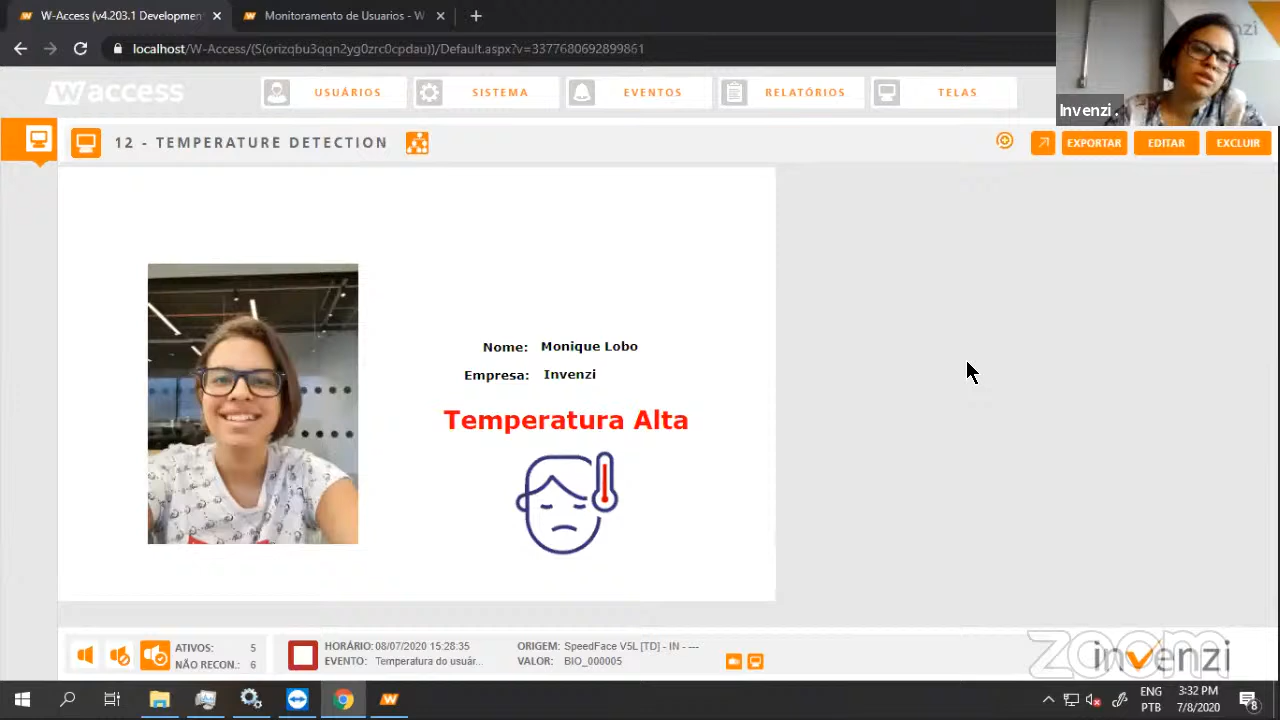 W-Access (v4.203.1 Developmen
Monitoramento de Usuarios - W
localhost/W-Access/(S(orizqbu3qqn2yg0zrc0cpdau))/Default.aspx?v=3377680692899861
waccess
USUÁRIOS
SISTEMA
EVENTOS
RELATÓRIOS
TELAS
Invenzi .
12 - TEMPERATURE DETECTION
EXPORTAR
EDITAR
EXCLUIR
Nome: Monique Lobo
Empresa: Invenzi
Temperatura Alta
ATIVOS: 5
NÃO RECON.: 6
HORÁRIO: 08/07/2020 15:28:35
EVENTO: Temperatura do usuár...
ORIGEM: SpeedFace V5L [TD] - IN - ---
VALOR: BIO_000005
zoom
invenzi
ENG
PTB
3:32 PM
7/8/2020
8